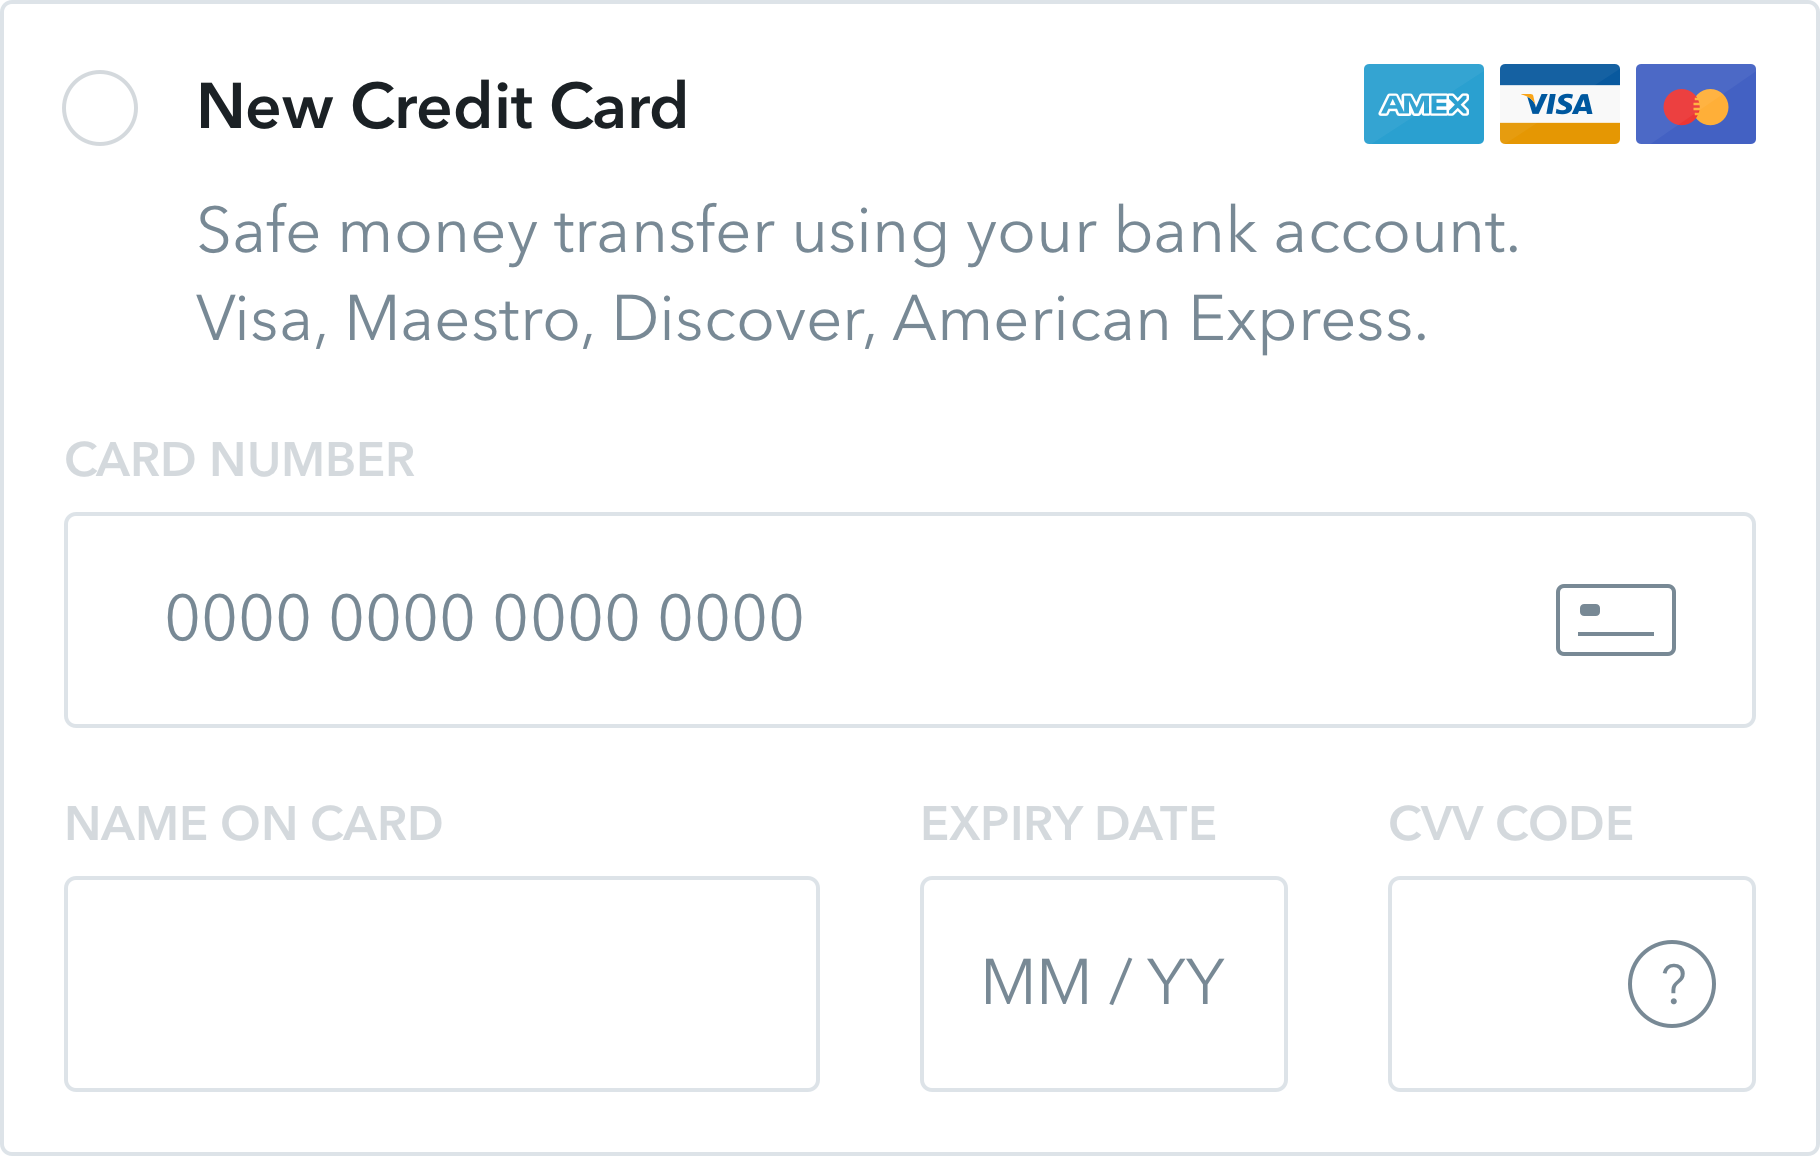 New Credit Card
AMEX VISA
Safe money transfer using your bank account.
Visa, Maestro, Discover, American Express.
CARD NUMBER
0000 0000 0000 0000
NAME ON CARD EXPIRY DATE CVV CODE
MM / YY ?